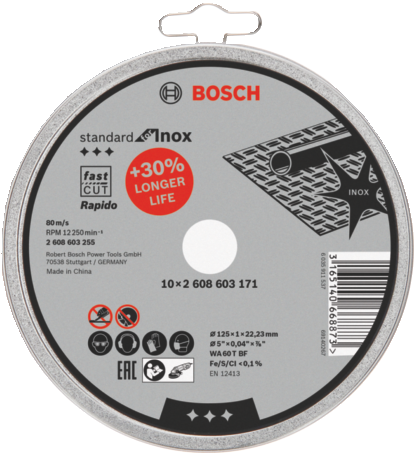 BOSCH
standard for Inox
+30%
LONGER
LIFE
fast
CUT
Rapido
INOX
80 m/s
RPM 12 250 min⁻¹
2 608 603 255
Robert Bosch Power Tools GmbH
70538 Stuttgart / GERMANY
Made in China
10 × 2 608 603 171
Ø 125 × 1 × 22,23 mm
Ø 5" × 0,04" × ⅞"
WA 60 T BF
Fe/S/Cl < 0,1 %
EN 12413
EAC
3 165140 668873 >